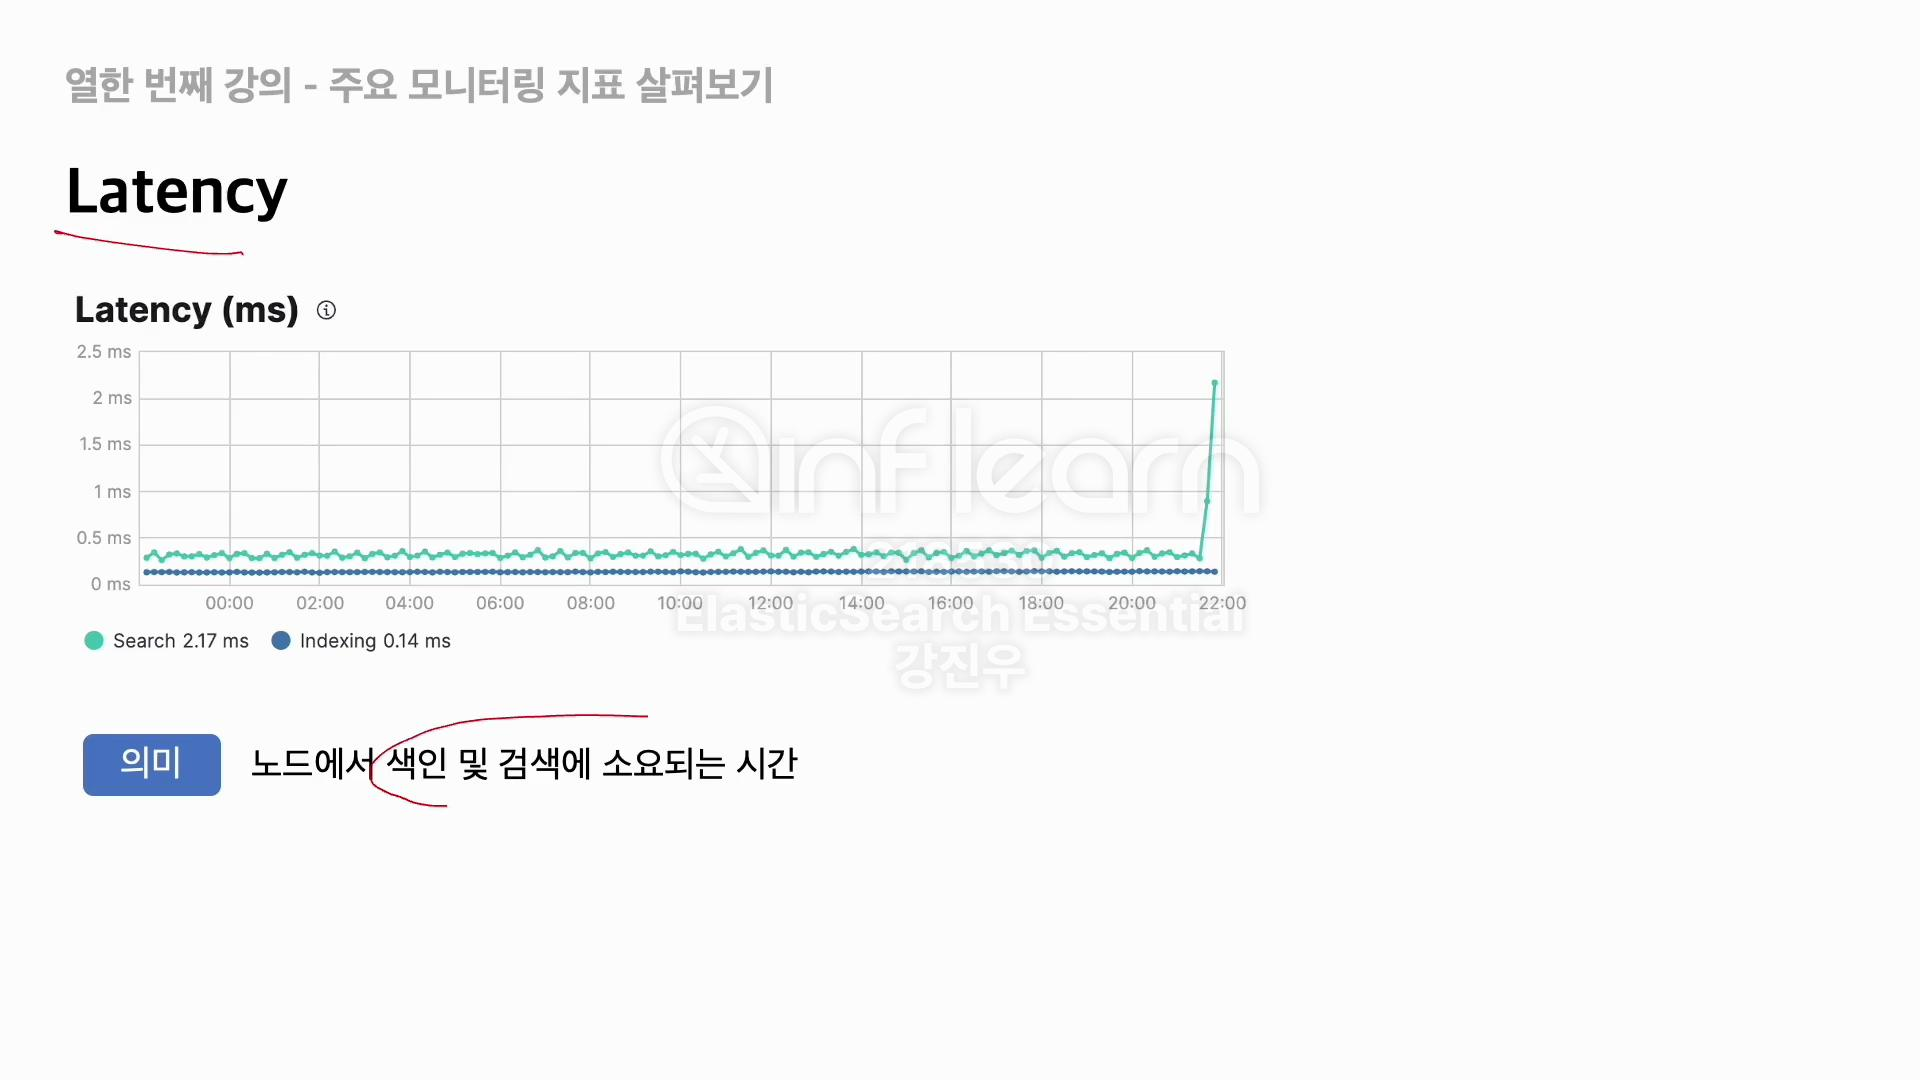 열한 번째 강의 - 주요 모니터링 지표 살펴보기
Latency
Latency (ms)
2.5 ms
2 ms
1.5 ms
1 ms
0.5 ms
0 ms
00:00 02:00 04:00 06:00 08:00 10:00 12:00 14:00 16:00 18:00 20:00 22:00
Search 2.17 ms Indexing 0.14 ms
inflearn
ElasticSearch Essential
강진우
의미 노드에서 색인 및 검색에 소요되는 시간